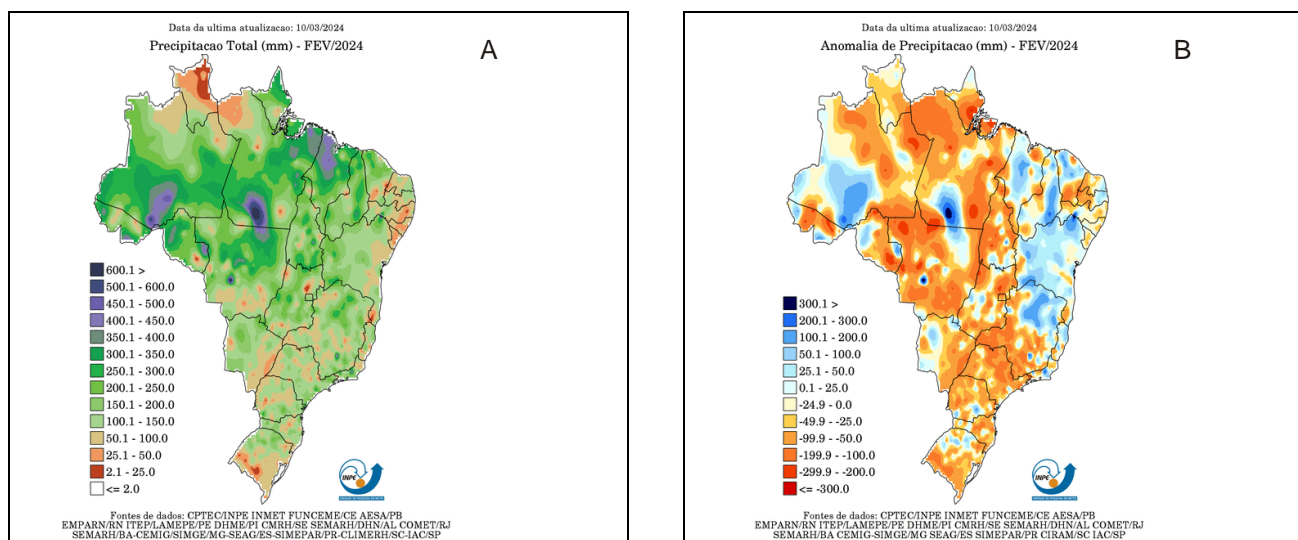 Data da ultima atualizacao: 10/03/2024
Precipitacao Total (mm) - FEV/2024
A
600.1 >
500.1 - 600.0
450.1 - 500.0
400.1 - 450.0
350.1 - 400.0
300.1 - 350.0
250.1 - 300.0
200.1 - 250.0
150.1 - 200.0
100.1 - 150.0
50.1 - 100.0
25.1 - 50.0
2.1 - 25.0
<= 2.0
INPE
Fontes de dados: CPTEC/INPE INMET FUNCEME/CE AESA/PB
EMPARN/RN ITEP/LAMEPE/PE DHME/PI CMRH/SE SEMARH/DHN/AL COMET/RJ
SEMARH/BA-CEMIG/SIMGE/MG-SEAG/ES-SIMEPAR/PR-CLIMERH/SC-IAC/SP
Data da ultima atualizacao: 10/03/2024
Anomalia de Precipitacao (mm) - FEV/2024
B
300.1 >
200.1 - 300.0
100.1 - 200.0
50.1 - 100.0
25.1 - 50.0
0.1 - 25.0
-24.9 - 0.0
-49.9 - -25.0
-99.9 - -50.0
-199.9 - -100.0
-299.9 - -200.0
<= -300.0
INPE
Fontes de dados: CPTEC/INPE INMET FUNCEME/CE AESA/PB
EMPARN/RN ITEP/LAMEPE/PE DHME/PI CMRH/SE SEMARH/DHN/AL COMET/RJ
SEMARH/BA CEMIG-SIMGE/MG SEAG/ES SIMEPAR/PR CIRAM/SC IAC/SP